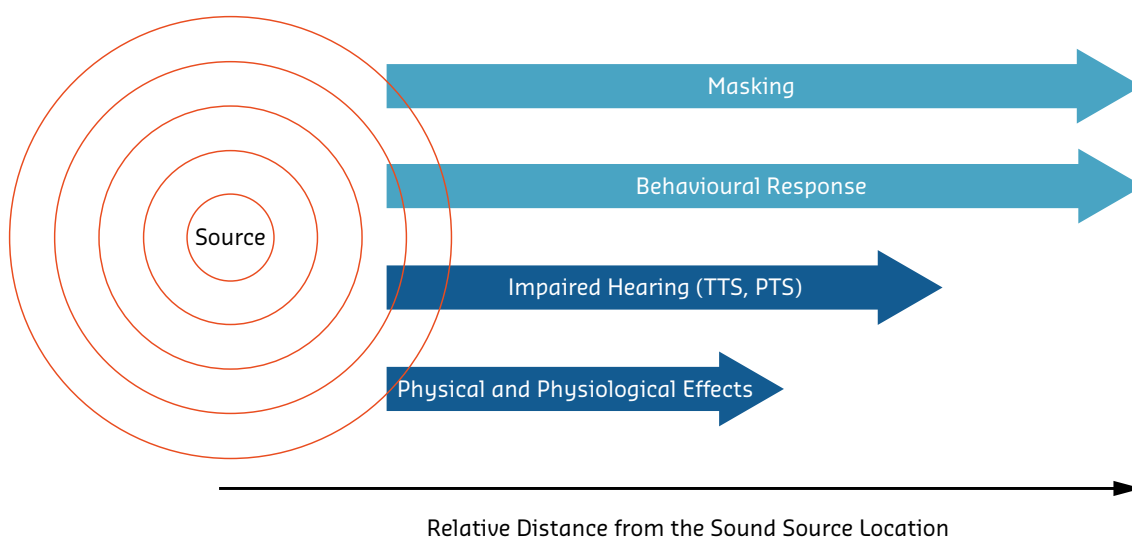 Masking
Behavioural Response
Source
Impaired Hearing (TTS, PTS)
Physical and Physiological Effects
Relative Distance from the Sound Source Location